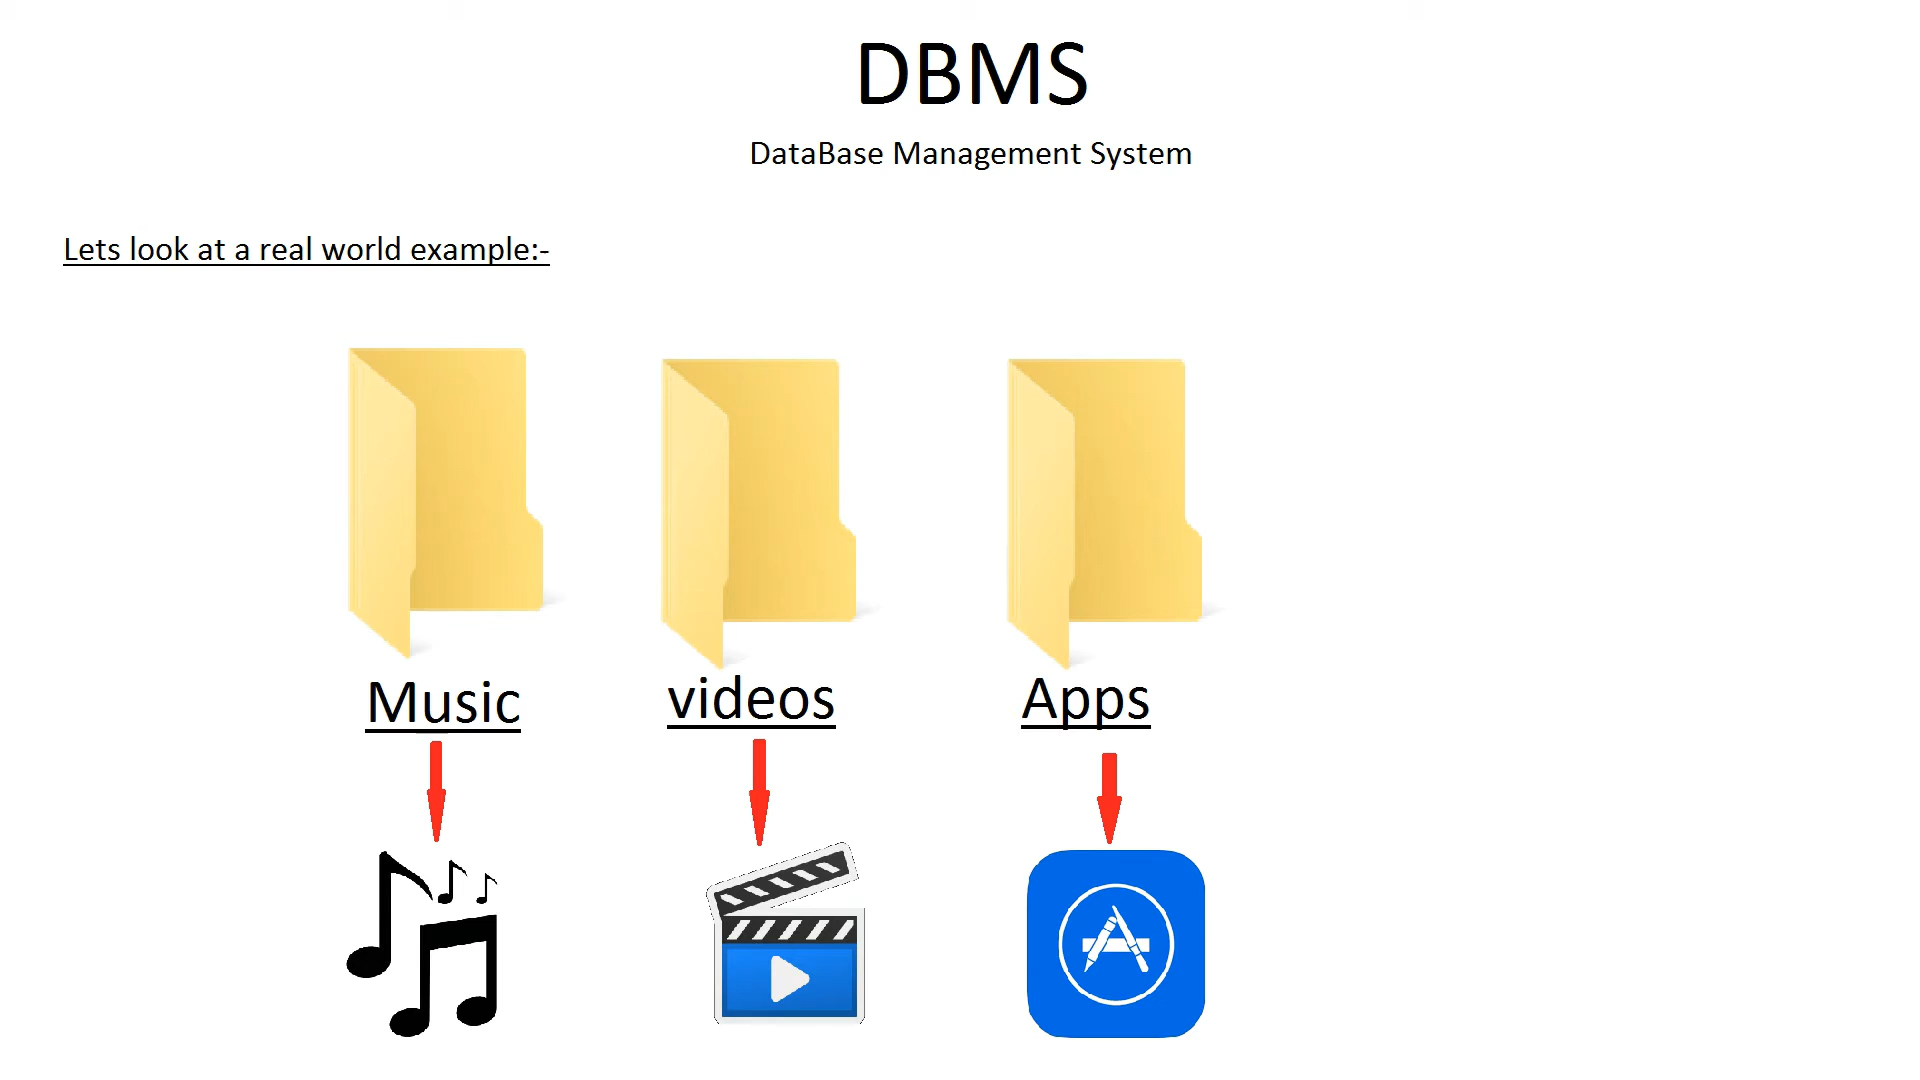 DBMS
DataBase Management System
Lets look at a real world example:-
Music
videos
Apps